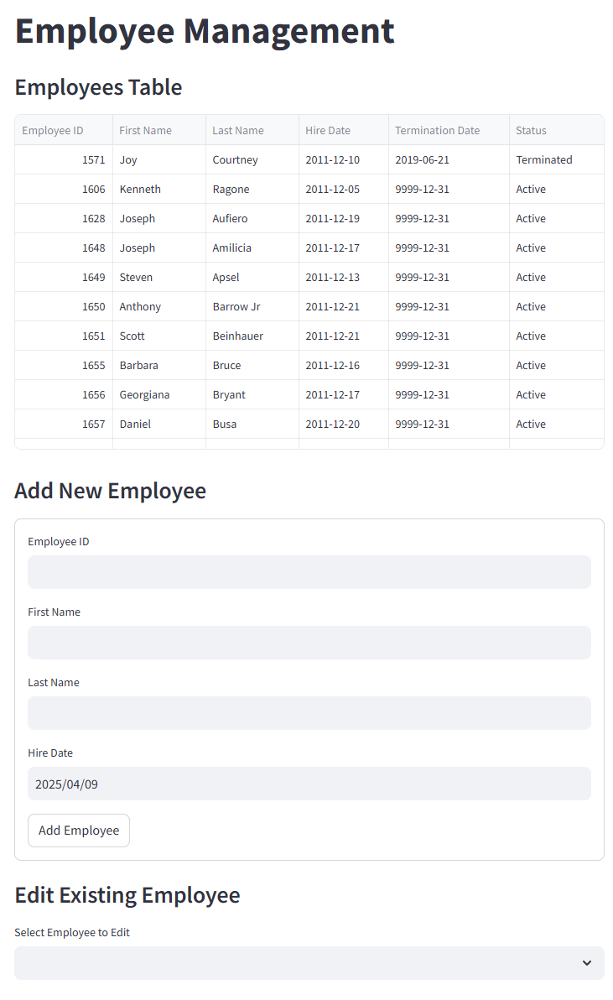 Employee Management
Employees Table
Employee ID First Name Last Name Hire Date Termination Date Status
1571 Joy Courtney 2011-12-10 2019-06-21 Terminated
1606 Kenneth Ragone 2011-12-05 9999-12-31 Active
1628 Joseph Aufiero 2011-12-19 9999-12-31 Active
1648 Joseph Amilicia 2011-12-17 9999-12-31 Active
1649 Steven Apsel 2011-12-13 9999-12-31 Active
1650 Anthony Barrow Jr 2011-12-21 9999-12-31 Active
1651 Scott Beinhauer 2011-12-21 9999-12-31 Active
1655 Barbara Bruce 2011-12-16 9999-12-31 Active
1656 Georgiana Bryant 2011-12-17 9999-12-31 Active
1657 Daniel Busa 2011-12-20 9999-12-31 Active
Add New Employee
Employee ID
First Name
Last Name
Hire Date
2025/04/09
Add Employee
Edit Existing Employee
Select Employee to Edit